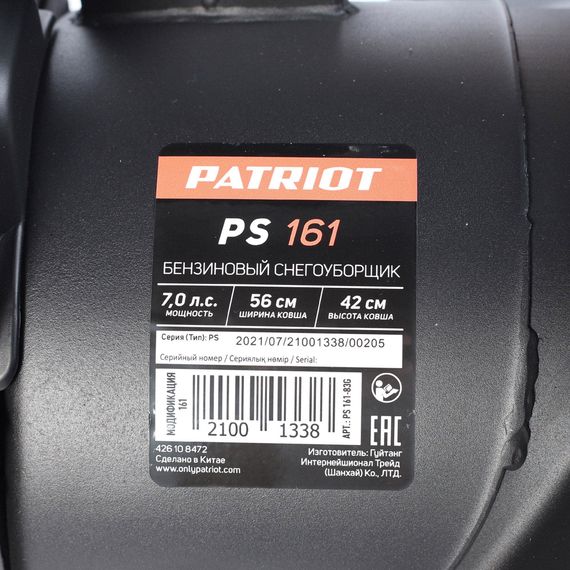 PATRIOT
PS 161
БЕНЗИНОВЫЙ СНЕГОУБОРЩИК
7,0 л.с. 56 см 42 см
МОЩНОСТЬ ШИРИНА КОВША ВЫСОТА КОВША
Серия (Тип): PS 2021/07/21001338/00205
Серийный номер / Сериялық нөмір / Serial:
МОДИФИКАЦИЯ
161
2100 1338
АРТ.: PS 161-83G
EAC
426 10 8472
Сделано в Китае
www.onlypatriot.com
Изготовитель: Гуйтанг
Интернейшионал Трейд
(Шанхай) Ко., ЛТД.